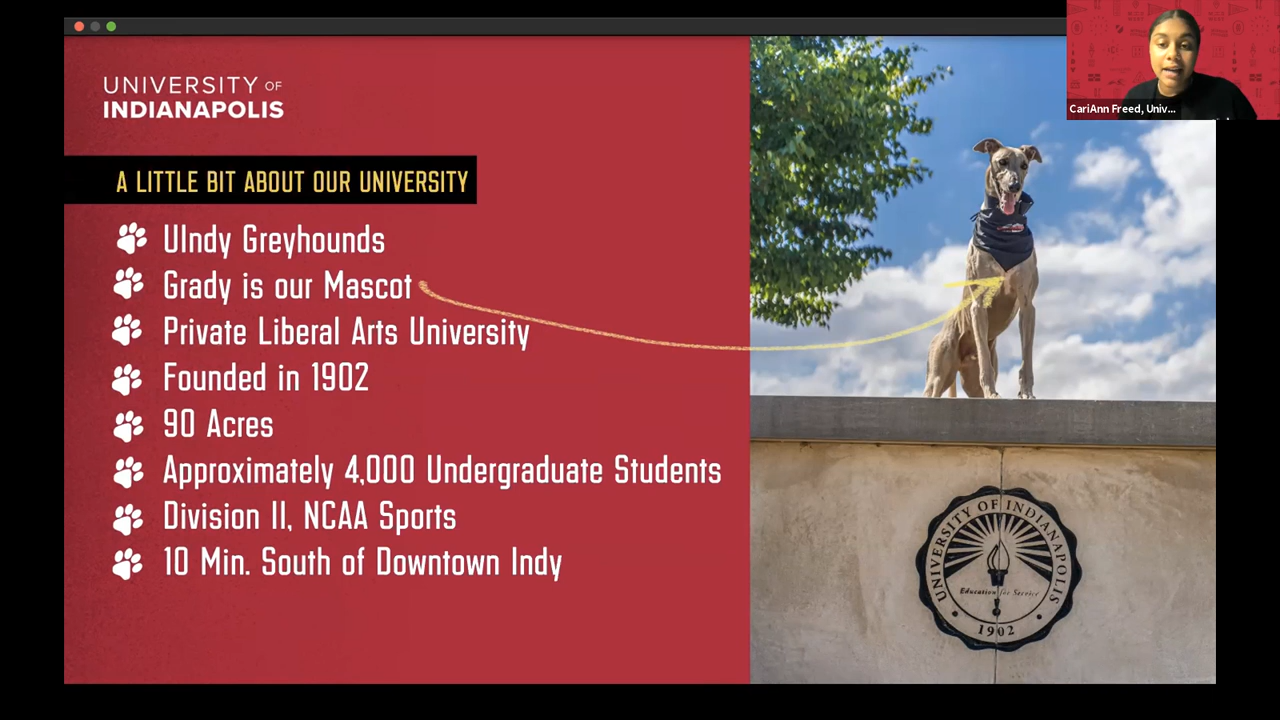 UNIVERSITY OF
INDIANAPOLIS
A LITTLE BIT ABOUT OUR UNIVERSITY
UIndy Greyhounds
Grady is our Mascot
Private Liberal Arts University
Founded in 1902
90 Acres
Approximately 4,000 Undergraduate Students
Division II, NCAA Sports
10 Min. South of Downtown Indy
CariAnn Freed, Univ...
UNIVERSITY OF INDIANAPOLIS
Education for Service
1902